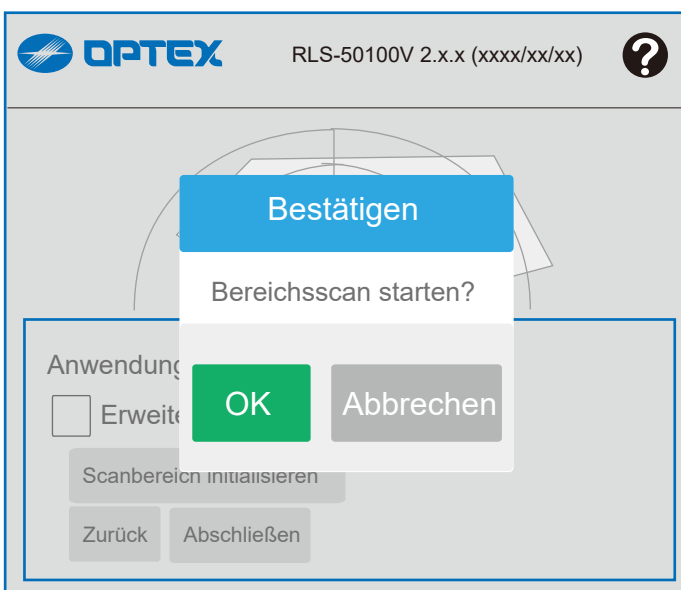 OPTEX RLS-50100V 2.x.x (xxxx/xx/xx) ?
Bestätigen
Bereichsscan starten?
Anwendung
OK Abbrechen
Erweite
Scanbereich initialisieren
Zurück Abschließen